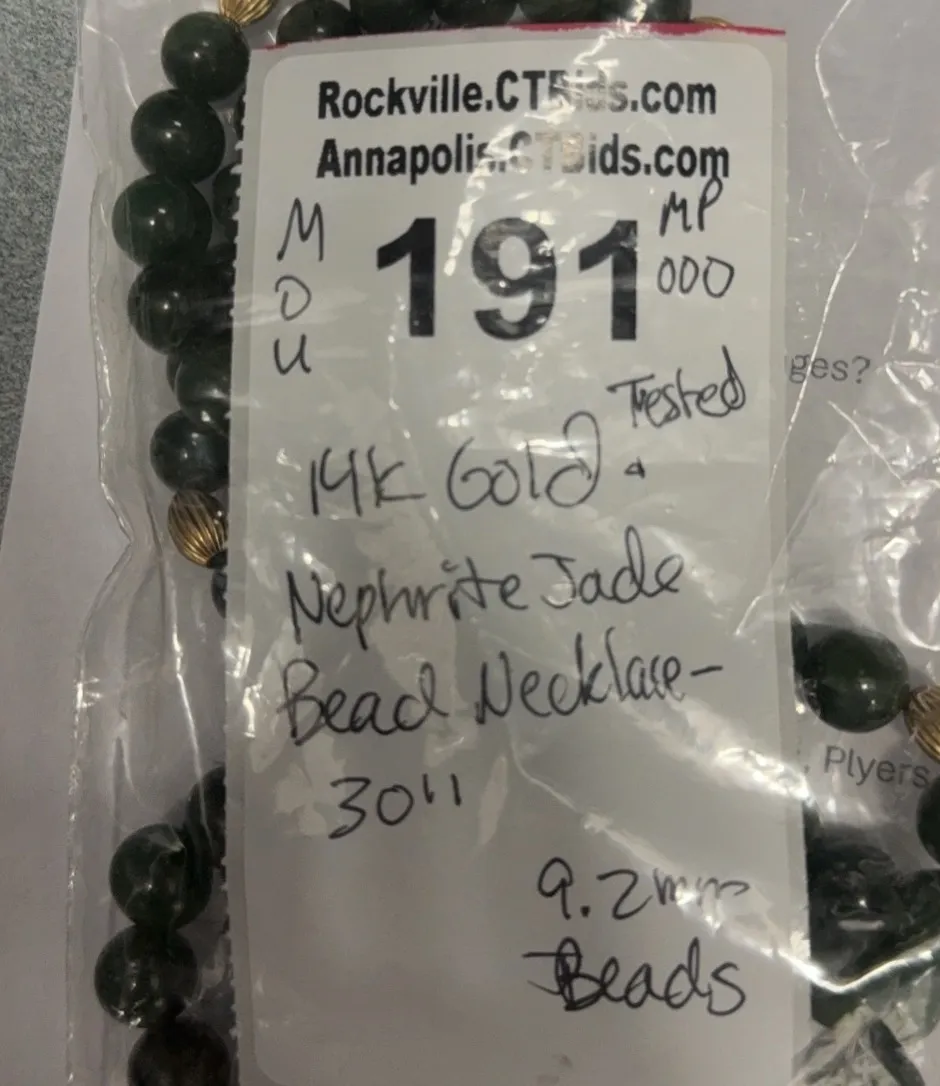 Rockville.CTBids.com
Annapolis.CTBids.com
MOU
191
MP
000
Tested
14K Gold &
Nephrite Jade
Bead Necklace-
30"
9.2mm
Beads
ges?
, Plyers